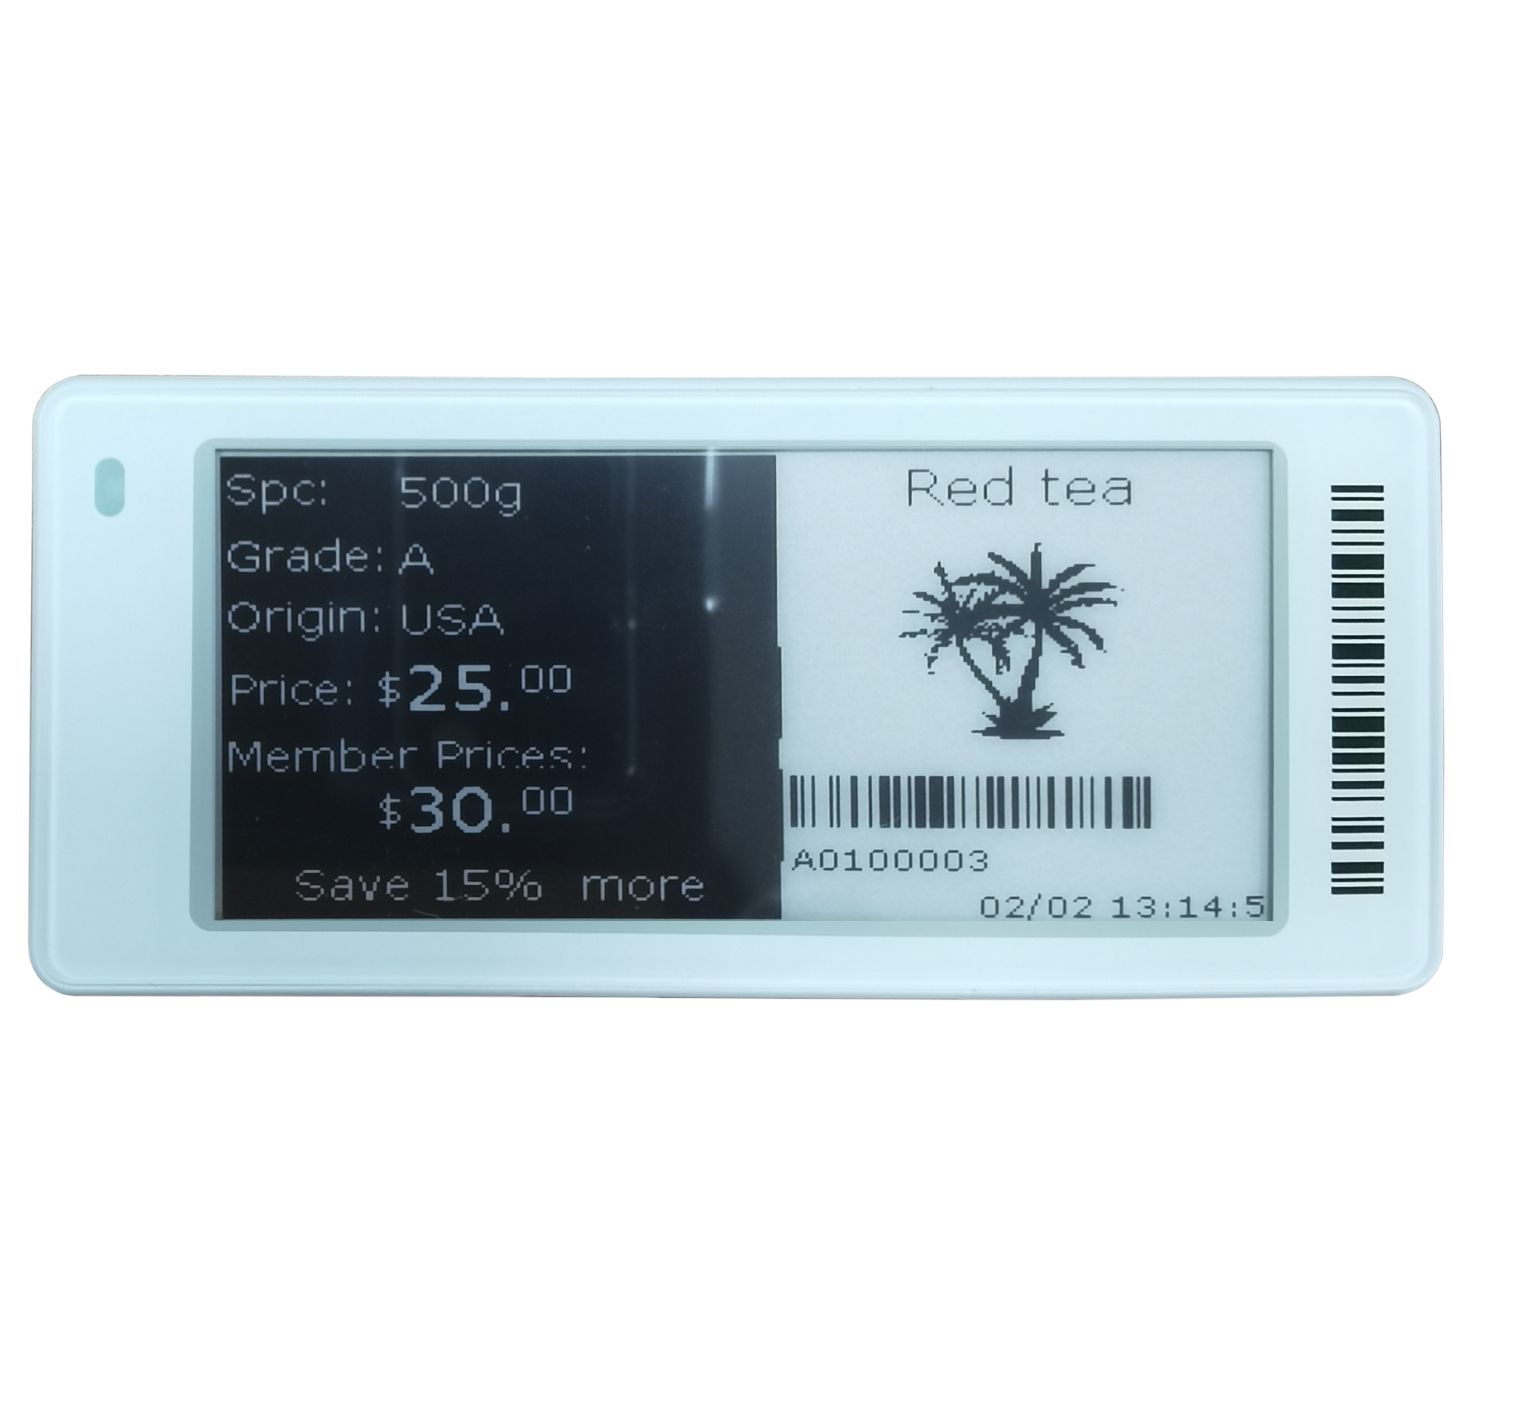 Spc: 500g
Grade: A
Origin: USA
Price: $25.00
Member Prices:
$30.00
Save 15% more
Red tea
A0100003
02/02 13:14:5